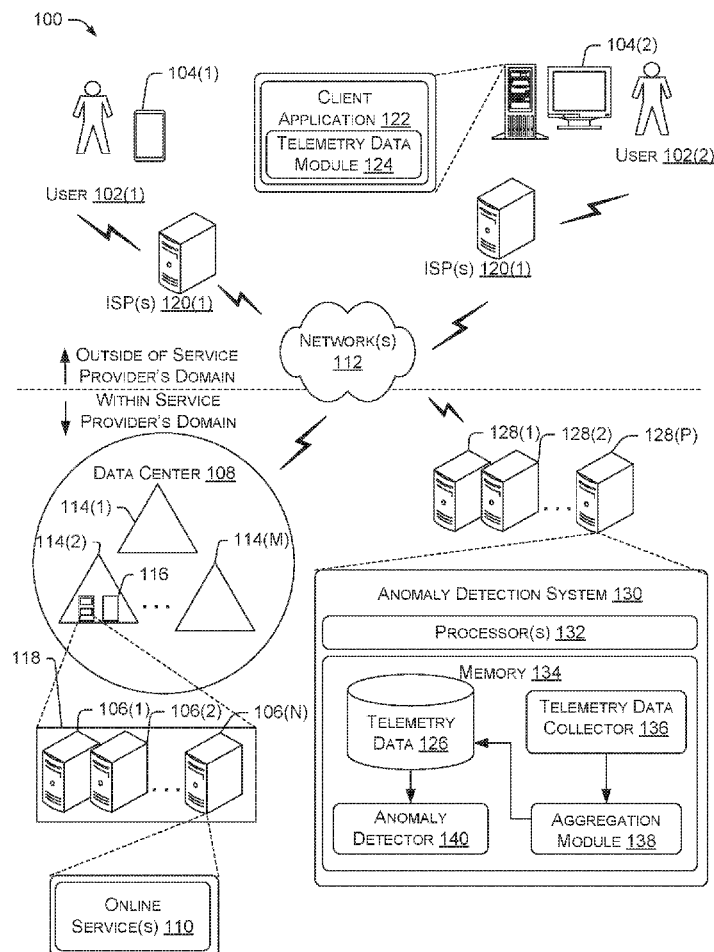 100
104(1)
104(2)
CLIENT
APPLICATION 122
TELEMETRY DATA
MODULE 124
USER 102(1)
USER 102(2)
ISP(S) 120(1)
ISP(S) 120(1)
NETWORK(S)
112
OUTSIDE OF SERVICE
PROVIDER'S DOMAIN
WITHIN SERVICE
PROVIDER'S DOMAIN
128(1)
128(2)
128(P)
DATA CENTER 108
114(1)
114(2)
116
114(M)
ANOMALY DETECTION SYSTEM 130
PROCESSOR(S) 132
MEMORY 134
118
106(1)
106(2)
106(N)
TELEMETRY
DATA 126
TELEMETRY DATA
COLLECTOR 136
ANOMALY
DETECTOR 140
AGGREGATION
MODULE 138
ONLINE
SERVICE(S) 110